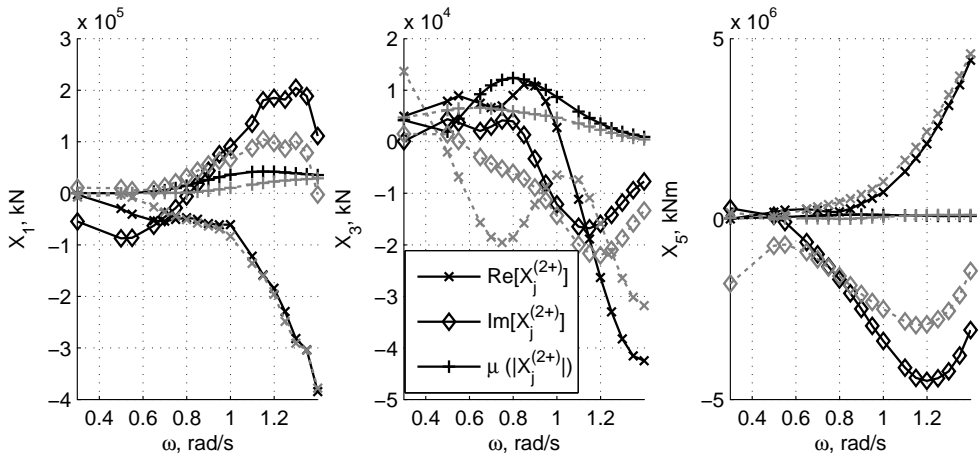 x 10^5
3
2
1
0
−1
−2
−3
−4
X_1, kN
0.4 0.6 0.8 1 1.2
ω, rad/s
x 10^4
2
1
0
−1
−2
−3
−4
−5
X_3, kN
Re[X_j^(2+)]
Im[X_j^(2+)]
μ (|X_j^(2+)|)
0.4 0.6 0.8 1 1.2
ω, rad/s
x 10^6
5
0
−5
X_5, kNm
0.4 0.6 0.8 1 1.2
ω, rad/s